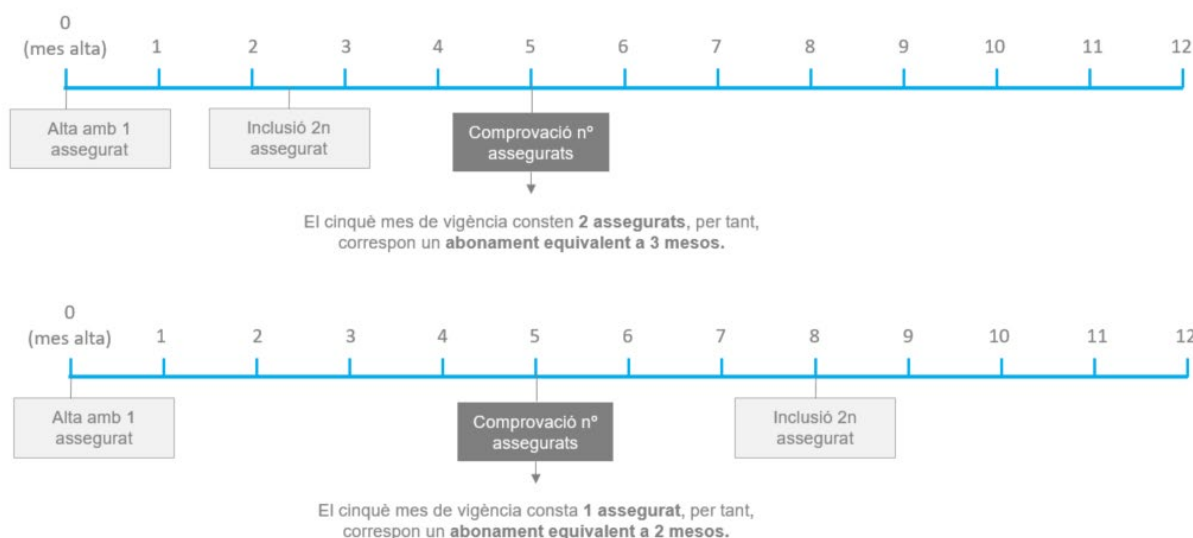 0
(mes alta) 1 2 3 4 5 6 7 8 9 10 11 12
Alta amb 1
assegurat
Inclusió 2n
assegurat
Comprovació nº
assegurats
El cinquè mes de vigència consten 2 assegurats, per tant,
correspon un abonament equivalent a 3 mesos.
0
(mes alta) 1 2 3 4 5 6 7 8 9 10 11 12
Alta amb 1
assegurat
Comprovació nº
assegurats
Inclusió 2n
assegurat
El cinquè mes de vigència consta 1 assegurat, per tant,
correspon un abonament equivalent a 2 mesos.